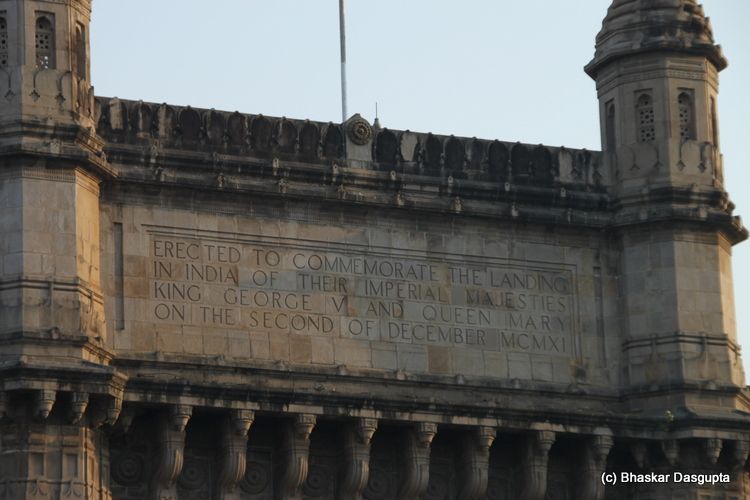 ERECTED TO COMMEMORATE THE LANDING
IN INDIA OF THEIR IMPERIAL MAJESTIES
KING GEORGE V AND QUEEN MARY
ON THE SECOND OF DECEMBER MCMXI
(c) Bhaskar Dasgupta